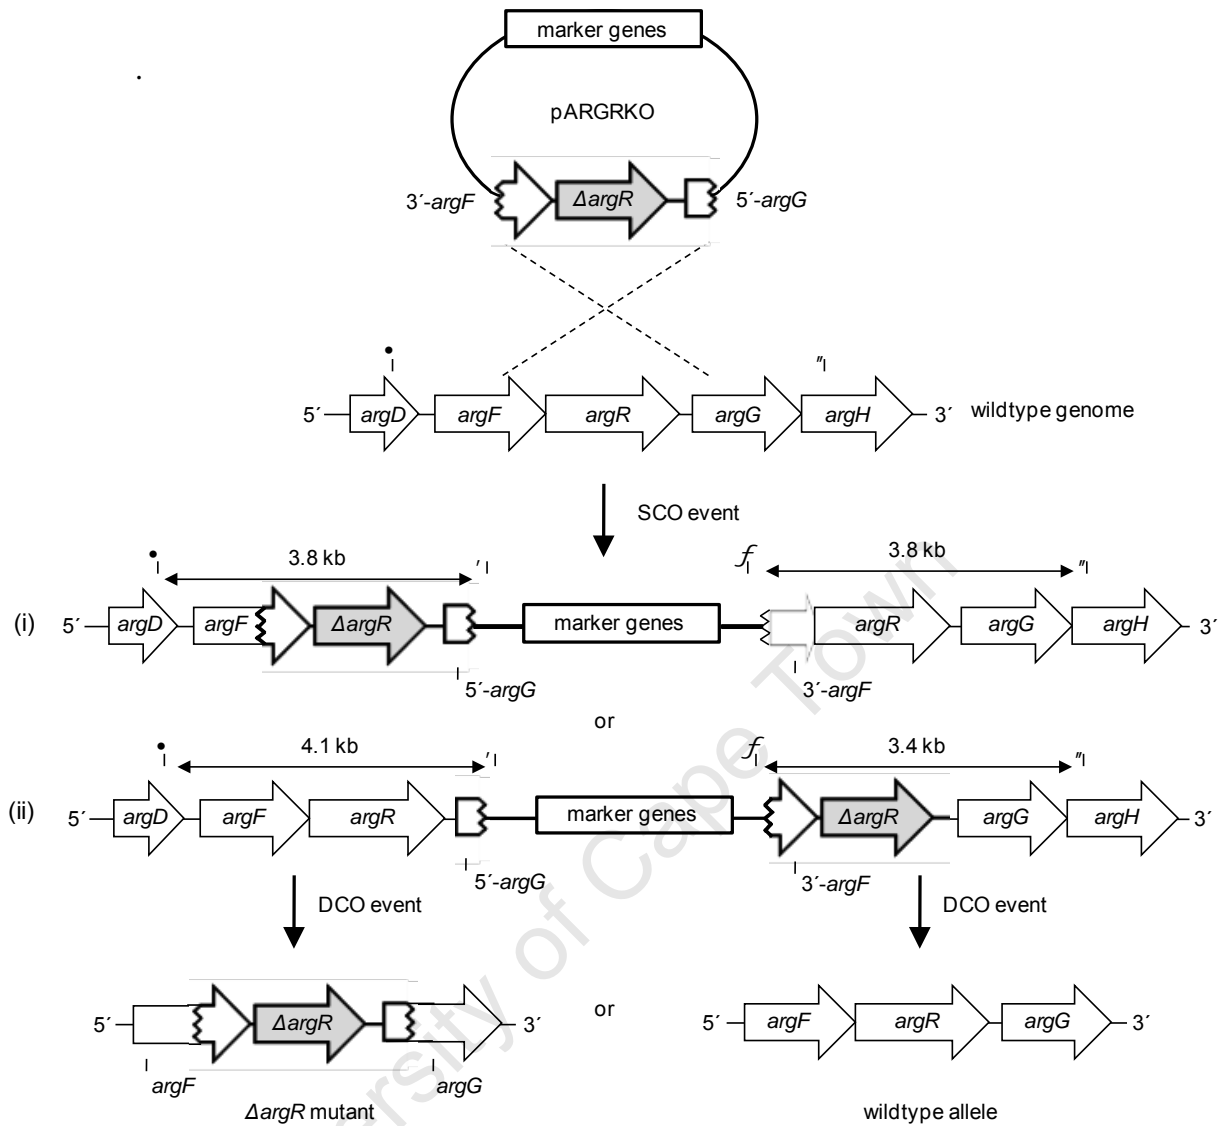 marker genes
pARGRKO
3´-argF
ΔargR
5´-argG
5´
argD
argF
argR
argG
argH
3´
wildtype genome
SCO event
3.8 kb
3.8 kb
(i)
5´
argD
argF
ΔargR
marker genes
argR
argG
argH
3´
5´-argG
3´-argF
or
4.1 kb
3.4 kb
(ii)
5´
argD
argF
argR
marker genes
ΔargR
argG
argH
3´
5´-argG
3´-argF
DCO event
DCO event
5´
ΔargR
3´
or
5´
argF
argR
argG
3´
argF
argG
ΔargR mutant
wildtype allele
ersity of Cape Town